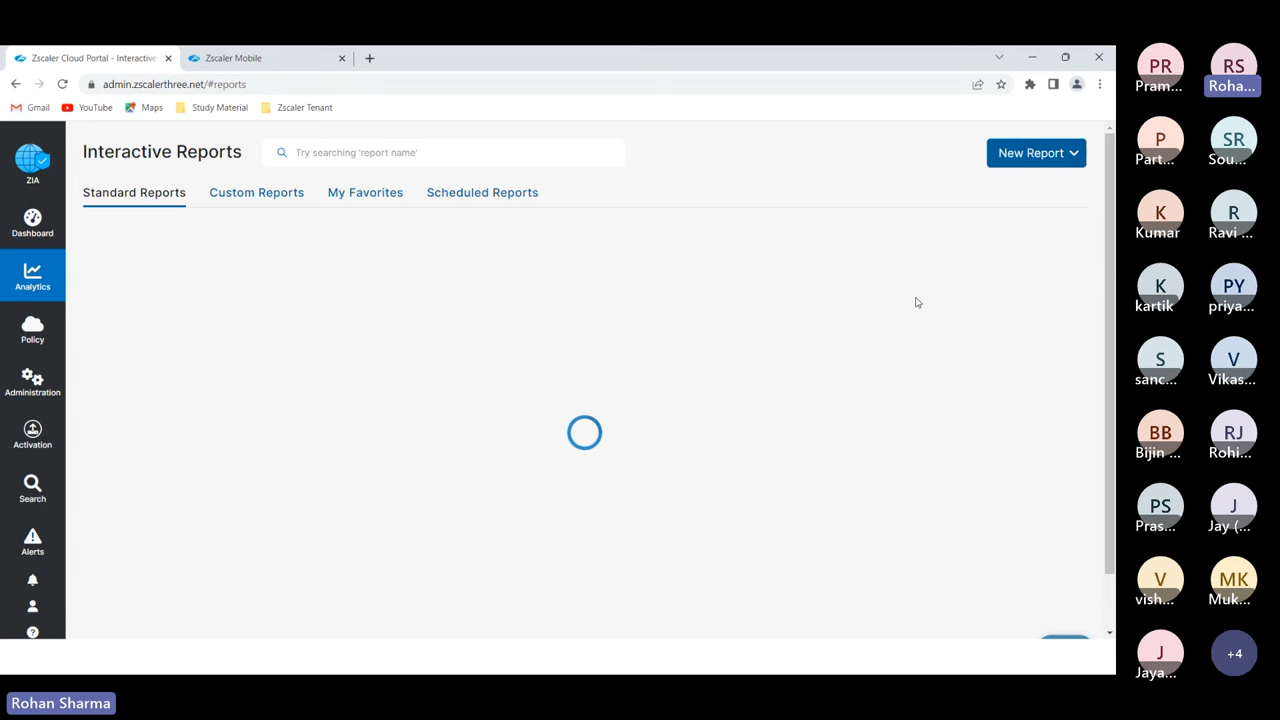 Zscaler Cloud Portal - Interactive
Zscaler Mobile
admin.zscalerthree.net/#reports
Gmail
YouTube
Maps
Study Material
Zscaler Tenant
ZIA
Dashboard
Analytics
Policy
Administration
Activation
Search
Alerts
Interactive Reports
Try searching 'report name'
New Report
Standard Reports
Custom Reports
My Favorites
Scheduled Reports
PR
Pram...
RS
Roha...
P
Part...
SR
Sou...
K
Kumar
R
Ravi ...
K
kartik
PY
priya...
S
sanc...
V
Vikas...
BB
Bijin ...
RJ
Rohi...
PS
Pras...
J
Jay (...
V
vish...
MK
Muk...
J
Jaya...
+4
Rohan Sharma